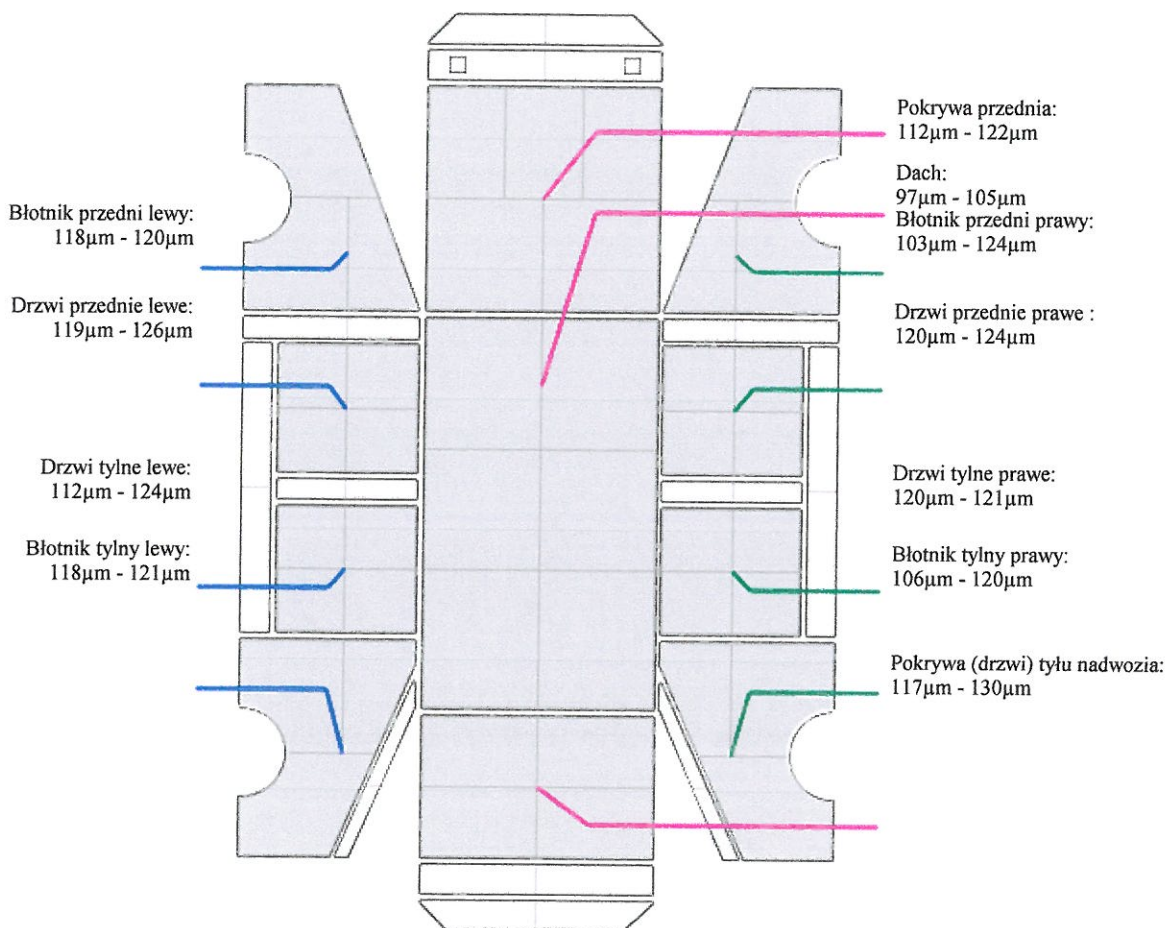 Błotnik przedni lewy:
118µm - 120µm
Drzwi przednie lewe:
119µm - 126µm
Drzwi tylne lewe:
112µm - 124µm
Błotnik tylny lewy:
118µm - 121µm
Pokrywa przednia:
112µm - 122µm
Dach:
97µm - 105µm
Błotnik przedni prawy:
103µm - 124µm
Drzwi przednie prawe :
120µm - 124µm
Drzwi tylne prawe:
120µm - 121µm
Błotnik tylny prawy:
106µm - 120µm
Pokrywa (drzwi) tyłu nadwozia:
117µm - 130µm